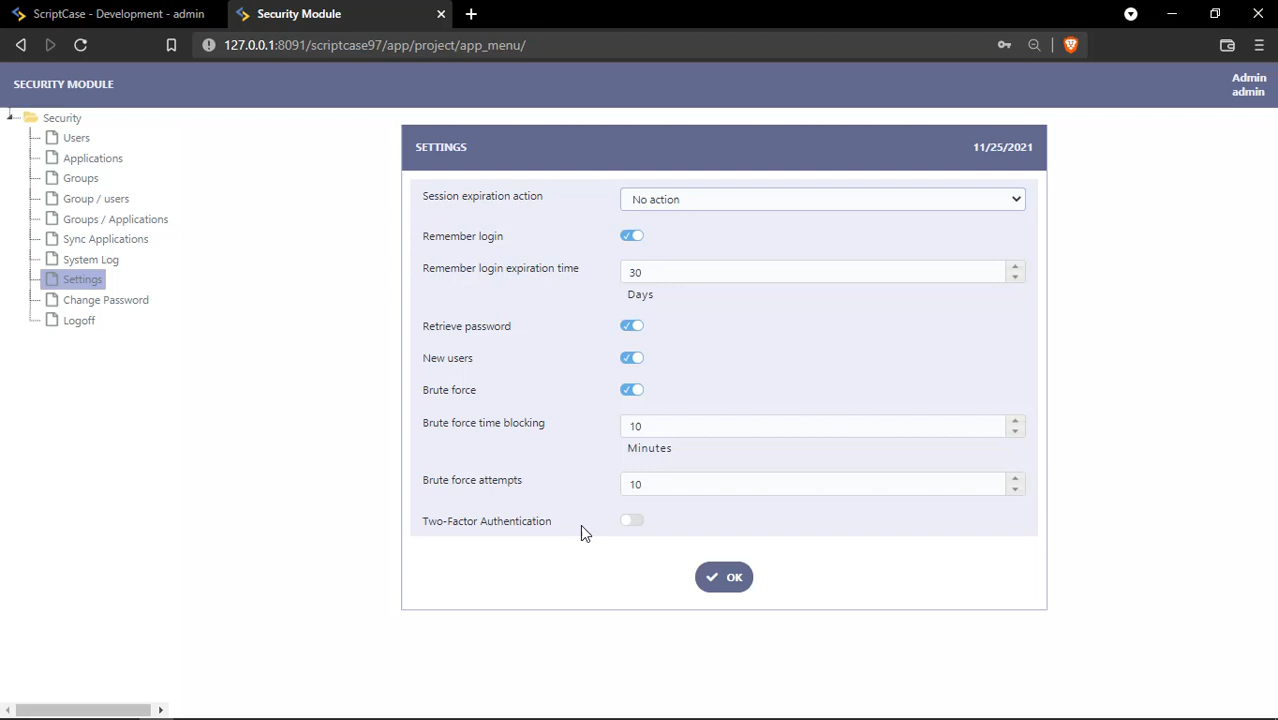 ScriptCase - Development - admin
Security Module
127.0.0.1:8091/scriptcase97/app/project/app_menu/
SECURITY MODULE
Admin
admin
Security
Users
Applications
Groups
Group / users
Groups / Applications
Sync Applications
System Log
Settings
Change Password
Logoff
SETTINGS 11/25/2021
Session expiration action No action
Remember login
Remember login expiration time 30
Days
Retrieve password
New users
Brute force
Brute force time blocking 10
Minutes
Brute force attempts 10
Two-Factor Authentication
OK